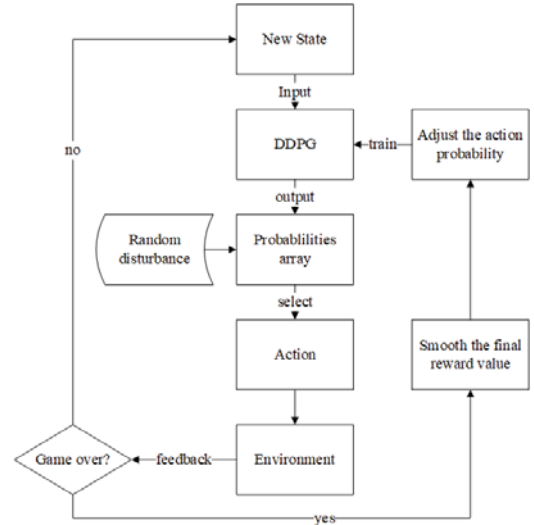 New State
Input
no
DDPG
train
Adjust the action
probability
output
Random
disturbance
Probablilities
array
select
Action
Smooth the final
reward value
Game over?
feedback
Environment
yes